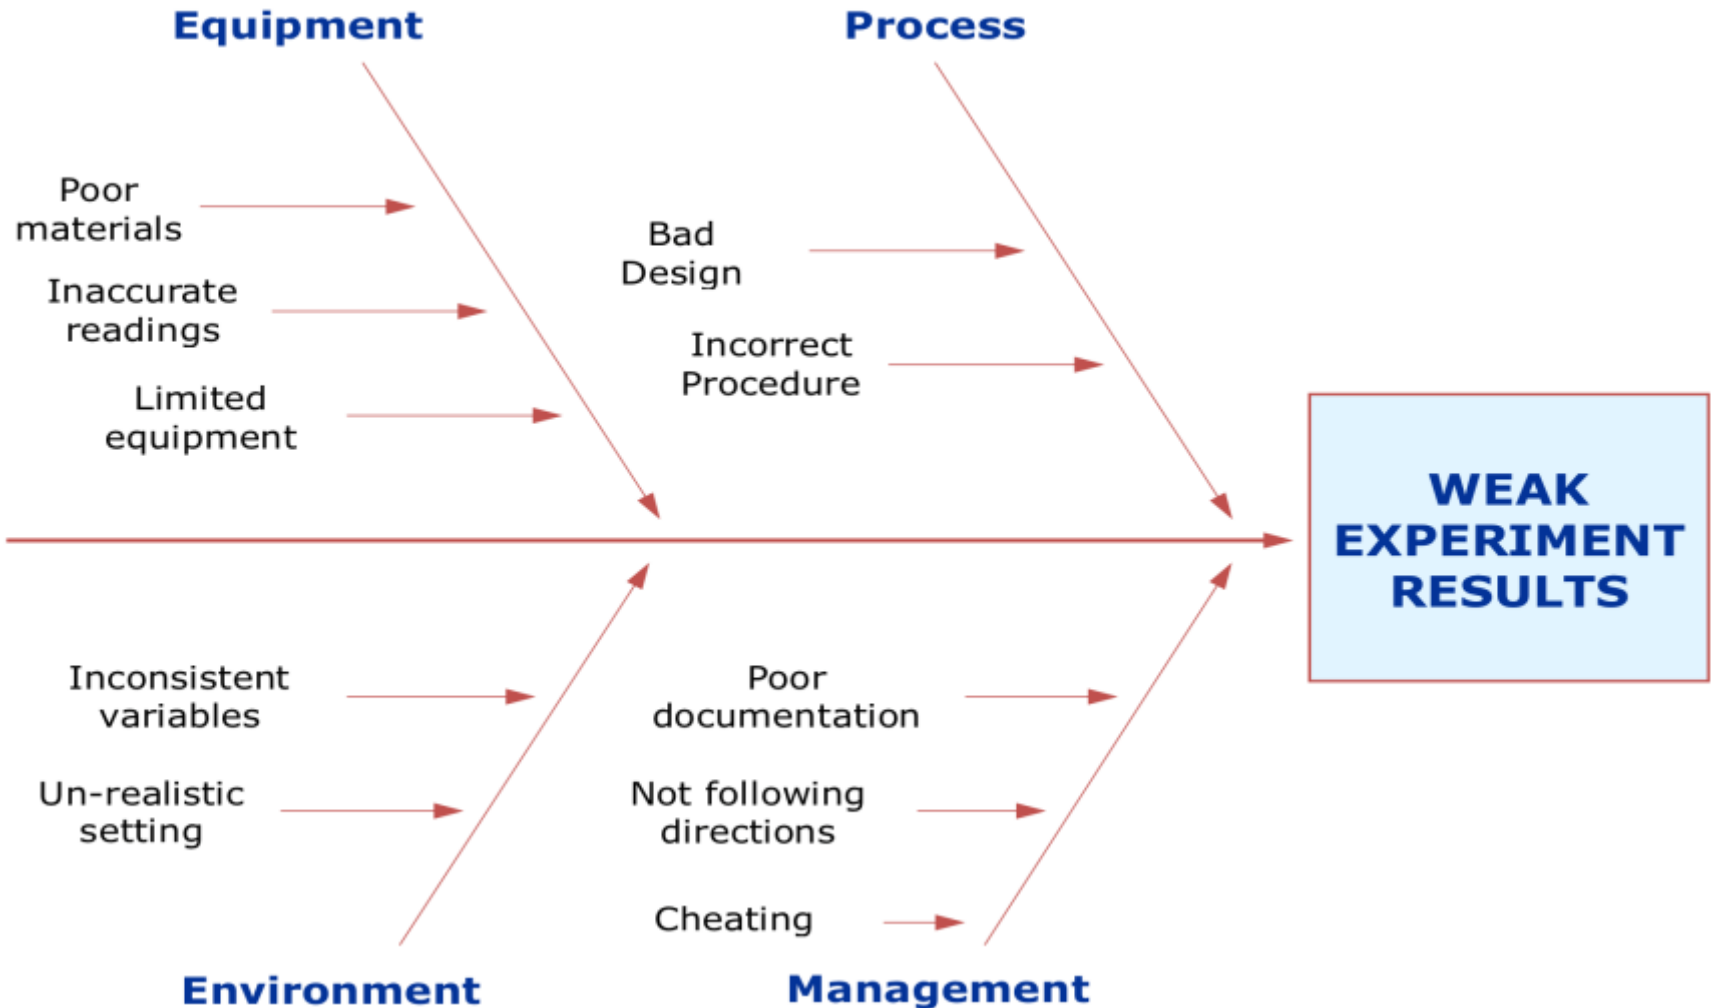 Equipment
Process
Poor
materials
Inaccurate
readings
Limited
equipment
Bad
Design
Incorrect
Procedure
WEAK
EXPERIMENT
RESULTS
Inconsistent
variables
Un-realistic
setting
Poor
documentation
Not following
directions
Cheating
Environment
Management